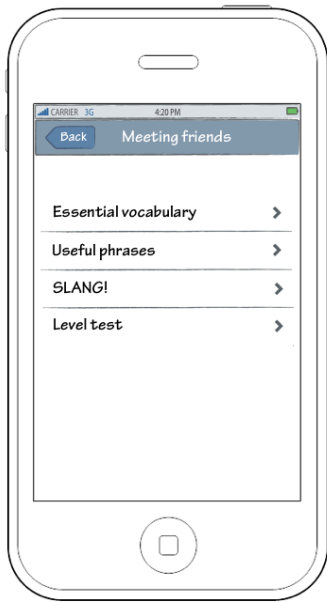 CARRIER 3G 4:20 PM
Back Meeting friends
Essential vocabulary
Useful phrases
SLANG!
Level test